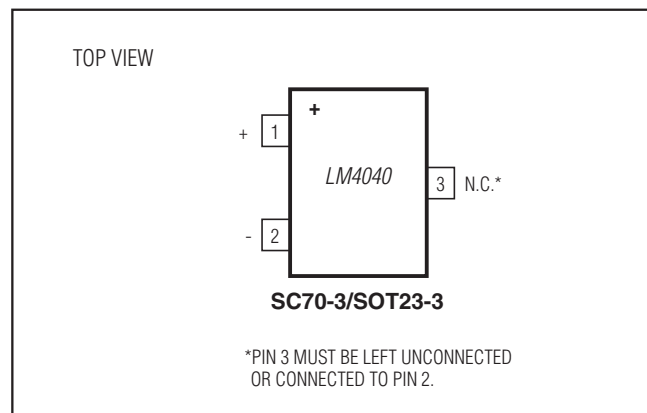 TOP VIEW
+
+ 1
LM4040
3 N.C.*
- 2
SC70-3/SOT23-3
*PIN 3 MUST BE LEFT UNCONNECTED
OR CONNECTED TO PIN 2.